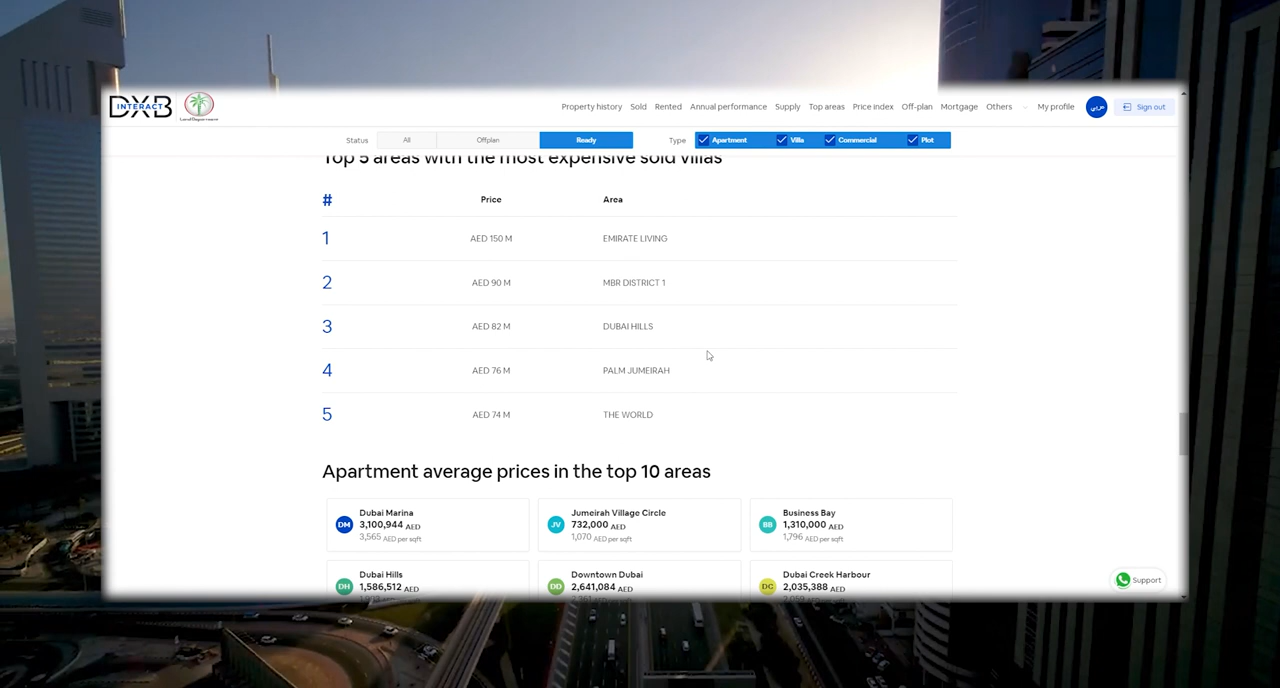 DXB INTERACT
Land Department
Property history Sold Rented Annual performance Supply Top areas Price index Off-plan Mortgage Others My profile عربي Sign out
Status All Offplan Ready Type Apartment Villa Commercial Plot
Top 5 areas with the most expensive sold villas
# Price Area
1 AED 150 M EMIRATE LIVING
2 AED 90 M MBR DISTRICT 1
3 AED 82 M DUBAI HILLS
4 AED 76 M PALM JUMEIRAH
5 AED 74 M THE WORLD
Apartment average prices in the top 10 areas
DM Dubai Marina
3,100,944 AED
3,565 AED per sqft
JV Jumeirah Village Circle
732,000 AED
1,070 AED per sqft
BB Business Bay
1,310,000 AED
1,796 AED per sqft
DH Dubai Hills
1,586,512 AED
DD Downtown Dubai
2,641,084 AED
DC Dubai Creek Harbour
2,035,388 AED
Support